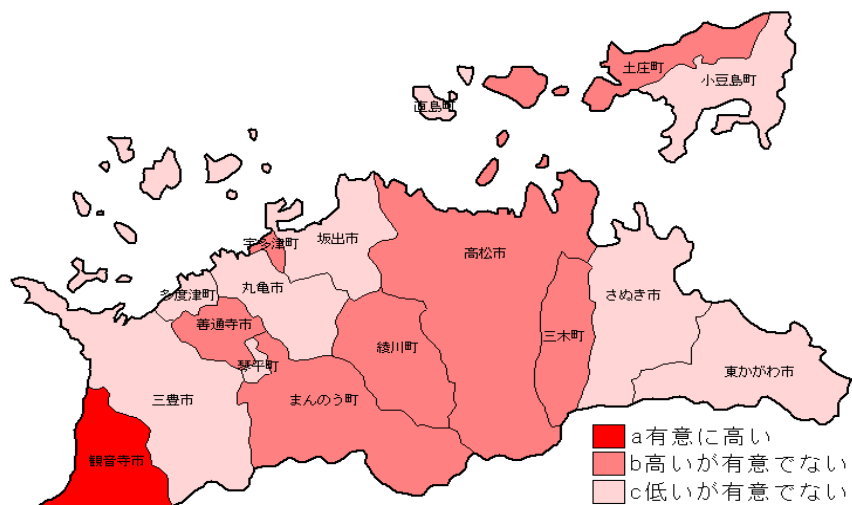 土庄町
小豆島町
直島町
宇多津町
坂出市
高松市
多度津町
丸亀市
さぬき市
善通寺市
綾川町
三木町
琴平町
東かがわ市
三豊市
まんのう町
観音寺市
a有意に高い
b高いが有意でない
c低いが有意でない